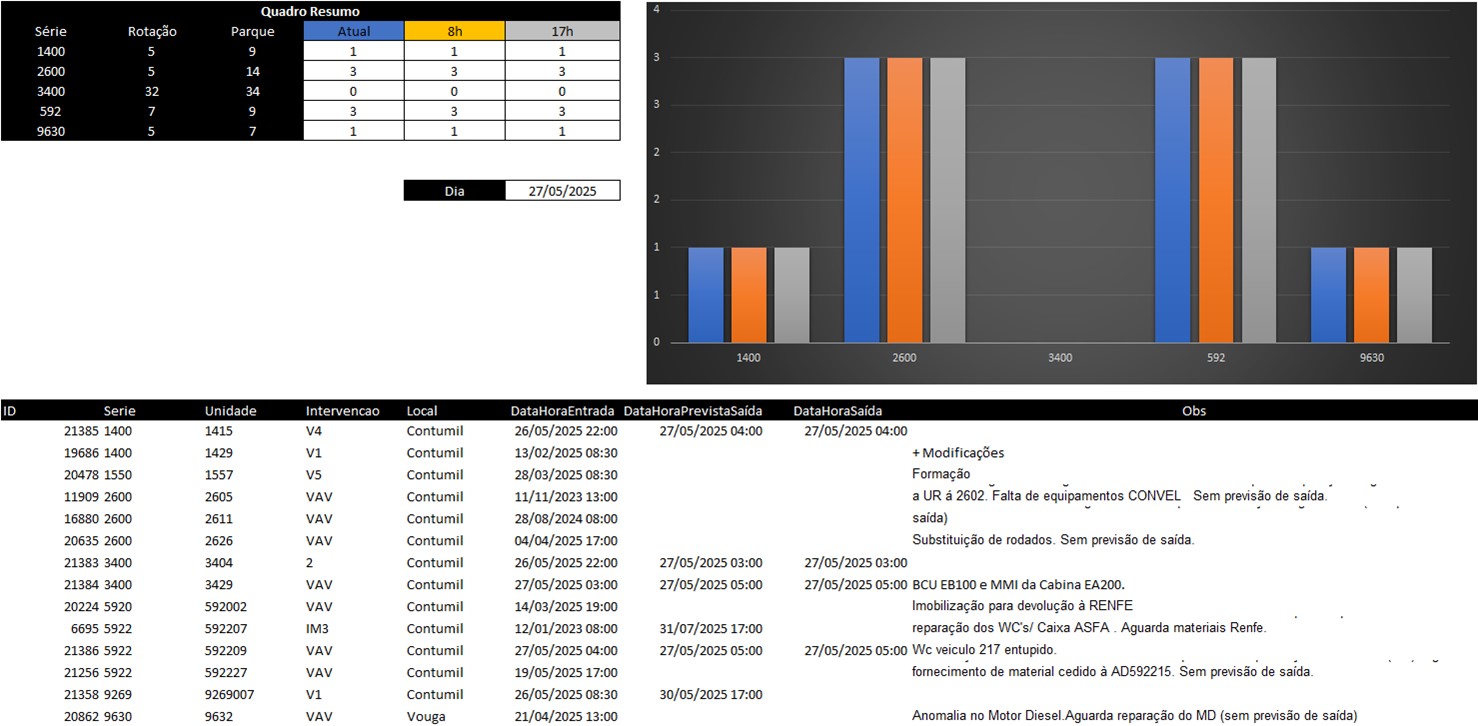 Quadro Resumo
Série Rotação Parque Atual 8h 17h
1400 5 9 1 1 1
2600 5 14 3 3 3
3400 32 34 0 0 0
592 7 9 3 3 3
9630 5 7 1 1 1
Dia 27/05/2025
4
3
3
2
2
1
1
0
1400 2600 3400 592 9630
ID Serie Unidade Intervencao Local DataHoraEntrada DataHoraPrevistaSaída DataHoraSaída Obs
21385 1400 1415 V4 Contumil 26/05/2025 22:00 27/05/2025 04:00 27/05/2025 04:00
19686 1400 1429 V1 Contumil 13/02/2025 08:30 + Modificações
20478 1550 1557 V5 Contumil 28/03/2025 08:30 Formação
11909 2600 2605 VAV Contumil 11/11/2023 13:00 a UR á 2602. Falta de equipamentos CONVEL Sem previsão de saída.
16880 2600 2611 VAV Contumil 28/08/2024 08:00 saída)
20635 2600 2626 VAV Contumil 04/04/2025 17:00 Substituição de rodados. Sem previsão de saída.
21383 3400 3404 2 Contumil 26/05/2025 22:00 27/05/2025 03:00 27/05/2025 03:00
21384 3400 3429 VAV Contumil 27/05/2025 03:00 27/05/2025 05:00 27/05/2025 05:00 BCU EB100 e MMI da Cabina EA200.
20224 5920 592002 VAV Contumil 14/03/2025 19:00 Imobilização para devolução à RENFE
6695 5922 592207 IM3 Contumil 12/01/2023 08:00 31/07/2025 17:00 reparação dos WC's/ Caixa ASFA . Aguarda materiais Renfe.
21386 5922 592209 VAV Contumil 27/05/2025 04:00 27/05/2025 05:00 27/05/2025 05:00 Wc veiculo 217 entupido.
21256 5922 592227 VAV Contumil 19/05/2025 17:00 fornecimento de material cedido à AD592215. Sem previsão de saída.
21358 9269 9269007 V1 Contumil 26/05/2025 08:30 30/05/2025 17:00
20862 9630 9632 VAV Vouga 21/04/2025 13:00 Anomalia no Motor Diesel.Aguarda reparação do MD (sem previsão de saída)